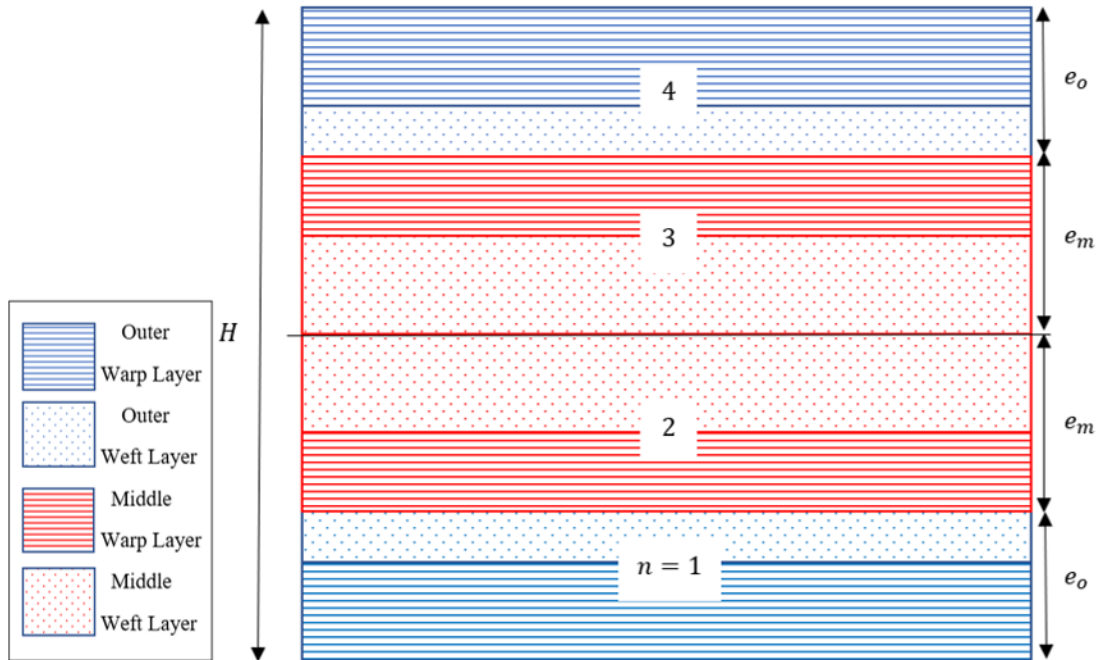 4
e_o
3
e_m
H
Outer
Warp Layer
Outer
Weft Layer
Middle
Warp Layer
Middle
Weft Layer
2
e_m
n = 1
e_o